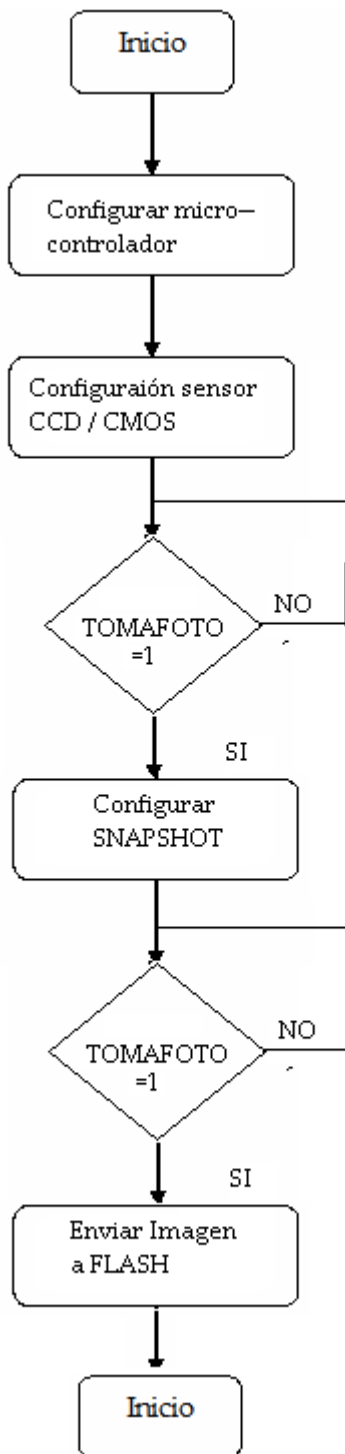 Inicio
Configurar micro—
controlador
Configuraión sensor
CCD / CMOS
TOMAFOTO
=1
NO
SI
Configurar
SNAPSHOT
TOMAFOTO
=1
NO
SI
Enviar Imagen
a FLASH
Inicio